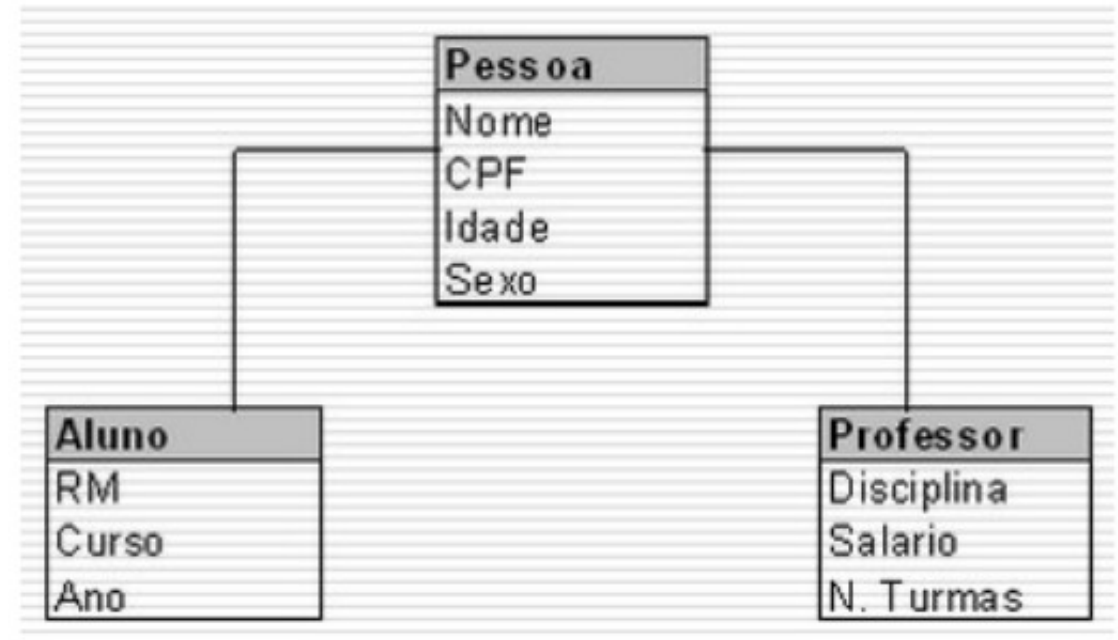 Pessoa
Nome
CPF
Idade
Sexo
Aluno
RM
Curso
Ano
Professor
Disciplina
Salario
N. Turmas